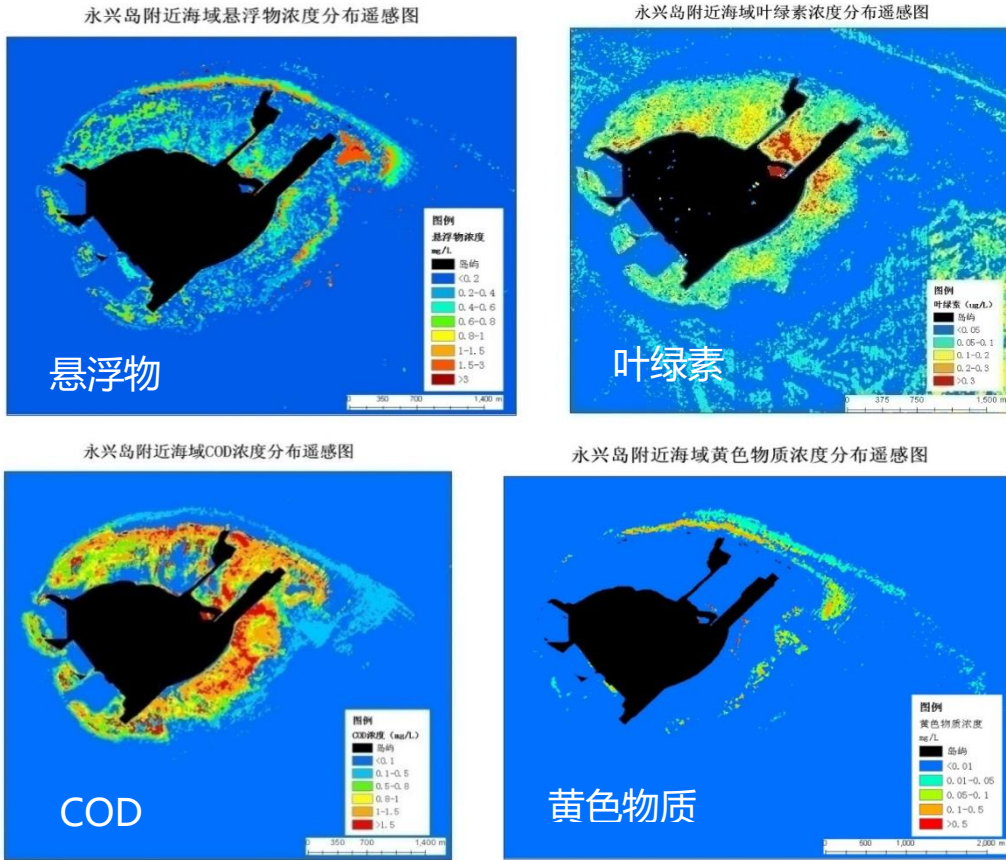 永兴岛附近海域悬浮物浓度分布遥感图
图例
悬浮物浓度
mg/L
岛屿
<0.2
0.2-0.4
0.4-0.6
0.6-0.8
0.8-1
1-1.5
1.5-3
>3
悬浮物
0 350 700 1,400 m
永兴岛附近海域叶绿素浓度分布遥感图
图例
叶绿素（ug/L）
岛屿
<0.05
0.05-0.1
0.1-0.2
0.2-0.3
>0.3
叶绿素
0 375 750 1,500 m
永兴岛附近海域COD浓度分布遥感图
图例
COD浓度（mg/L）
岛屿
<0.1
0.1-0.5
0.5-0.8
0.8-1
1-1.5
>1.5
COD
0 350 700 1,400 m
永兴岛附近海域黄色物质浓度分布遥感图
图例
黄色物质浓度
mg/L
岛屿
<0.01
0.01-0.05
0.05-0.1
0.1-0.5
>0.5
黄色物质
0 500 1,000 2,000 m